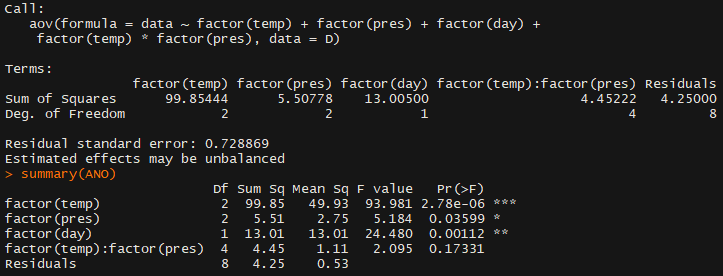 Call:
aov(formula = data ~ factor(temp) + factor(pres) + factor(day) +
factor(temp) * factor(pres), data = D)
Terms:
factor(temp) factor(pres) factor(day) factor(temp):factor(pres) Residuals
Sum of Squares 99.85444 5.50778 13.00500 4.45222 4.25000
Deg. of Freedom 2 2 1 4 8
Residual standard error: 0.728869
Estimated effects may be unbalanced
> summary(ANO)
Df Sum Sq Mean Sq F value Pr(>F)
factor(temp) 2 99.85 49.93 93.981 2.78e-06 ***
factor(pres) 2 5.51 2.75 5.184 0.03599 *
factor(day) 1 13.01 13.01 24.480 0.00112 **
factor(temp):factor(pres) 4 4.45 1.11 2.095 0.17331
Residuals 8 4.25 0.53